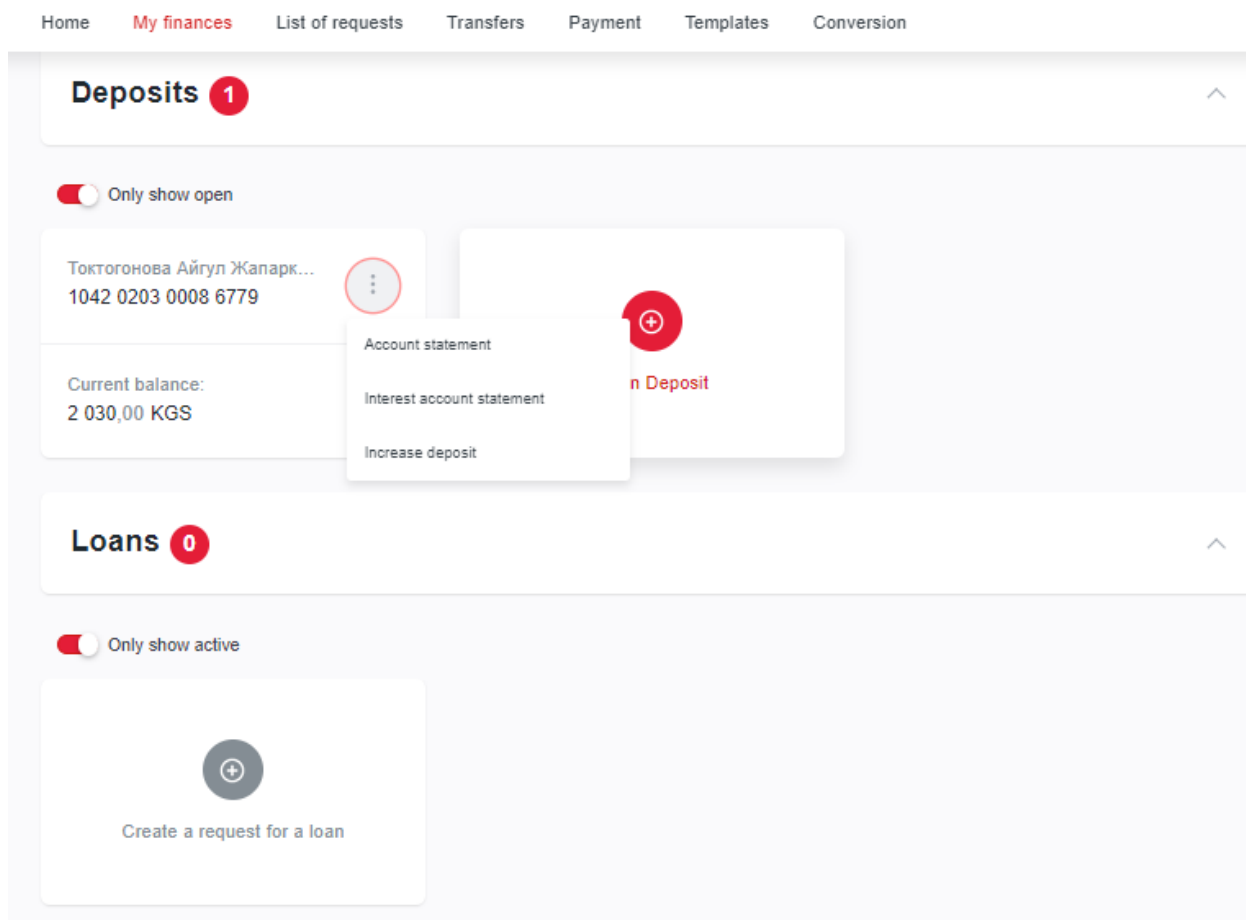 Home My finances List of requests Transfers Payment Templates Conversion
Deposits 1
Only show open
Токтогонова Айгул Жапарк...
1042 0203 0008 6779
Current balance:
2 030,00 KGS
Account statement
Interest account statement
Increase deposit
n Deposit
Loans 0
Only show active
Create a request for a loan